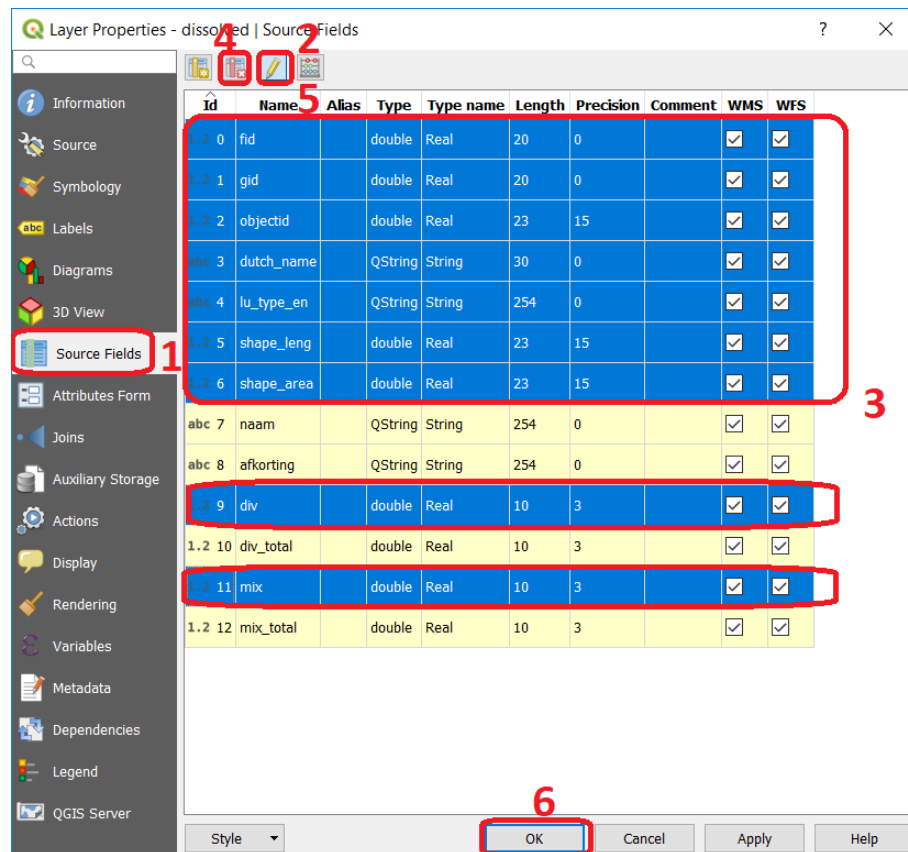 Layer Properties - dissolved | Source Fields ? ×
4 2
Information
Source
Symbology
abc Labels
Diagrams
3D View
Source Fields 1
Attributes Form
Joins
Auxiliary Storage
Actions
Display
Rendering
Variables
Metadata
Dependencies
Legend
QGIS Server
5
Id Name Alias Type Type name Length Precision Comment WMS WFS
1.2 0 fid double Real 20 0
1.2 1 gid double Real 20 0
1.2 2 objectid double Real 23 15
abc 3 dutch_name QString String 30 0
abc 4 lu_type_en QString String 254 0
1.2 5 shape_leng double Real 23 15
1.2 6 shape_area double Real 23 15
3
abc 7 naam QString String 254 0
abc 8 afkorting QString String 254 0
1.2 9 div double Real 10 3
1.2 10 div_total double Real 10 3
1.2 11 mix double Real 10 3
1.2 12 mix_total double Real 10 3
6
Style OK Cancel Apply Help